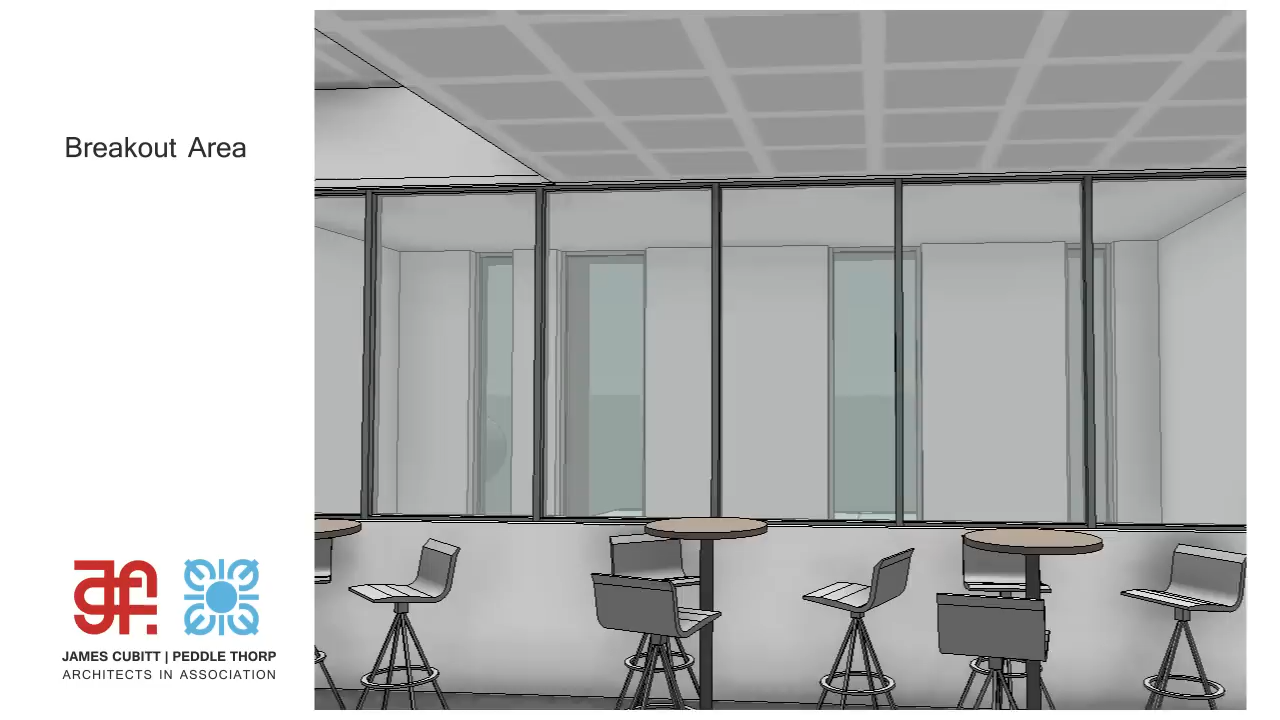 Breakout Area
JAMES CUBITT | PEDDLE THORP
ARCHITECTS IN ASSOCIATION